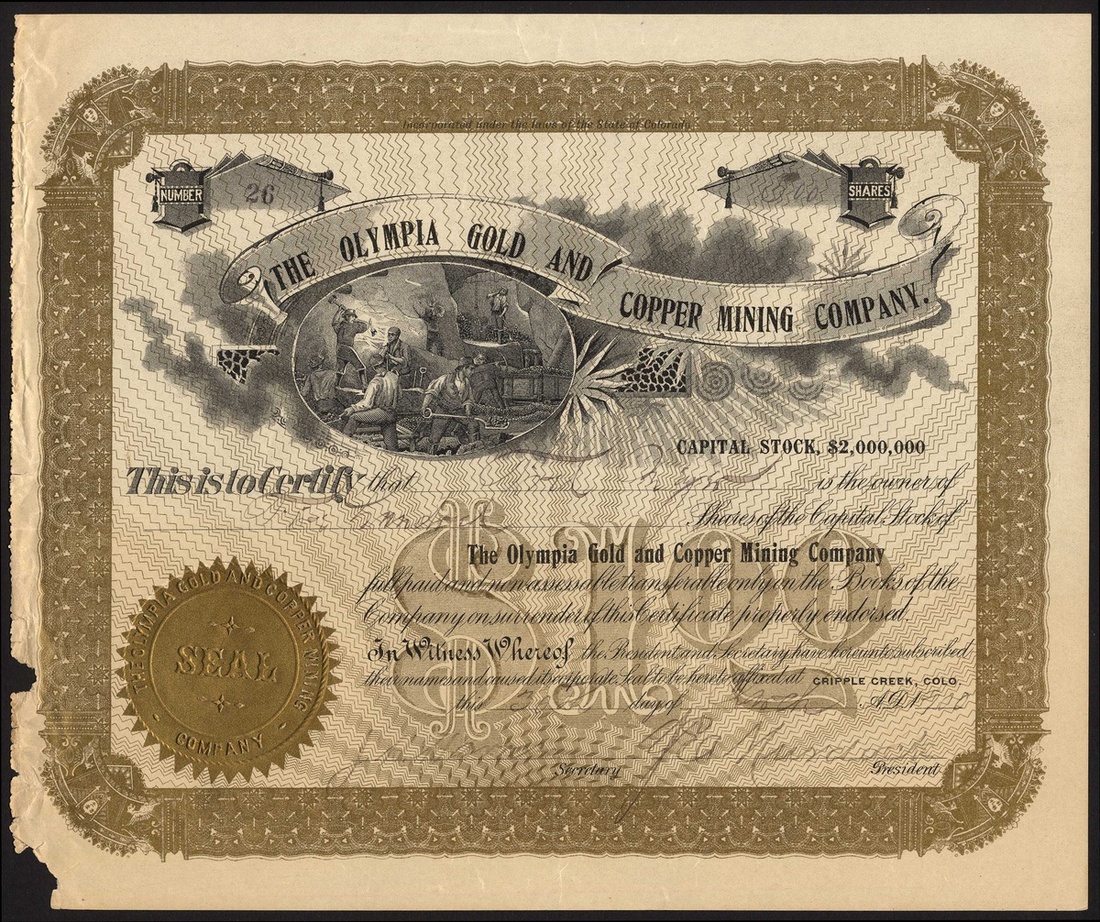 Incorporated under the laws of the State of Colorado.
NUMBER 26
SHARES
THE OLYMPIA GOLD AND
COPPER MINING COMPANY.
CAPITAL STOCK, $2,000,000
This is to Certify that is the owner of
Five Hundred Shares of the Capital Stock of
The Olympia Gold and Copper Mining Company
full paid and non assessable transferable only on the Books of the
Company on surrender of this Certificate properly endorsed.
In Witness Whereof the President and Secretary have hereunto subscribed
their names and caused its corporate Seal to be hereto affixed at CRIPPLE CREEK, COLO.
this day of A.D.
Secretary President
$1.00
THE OLYMPIA GOLD AND COPPER MINING
COMPANY
SEAL